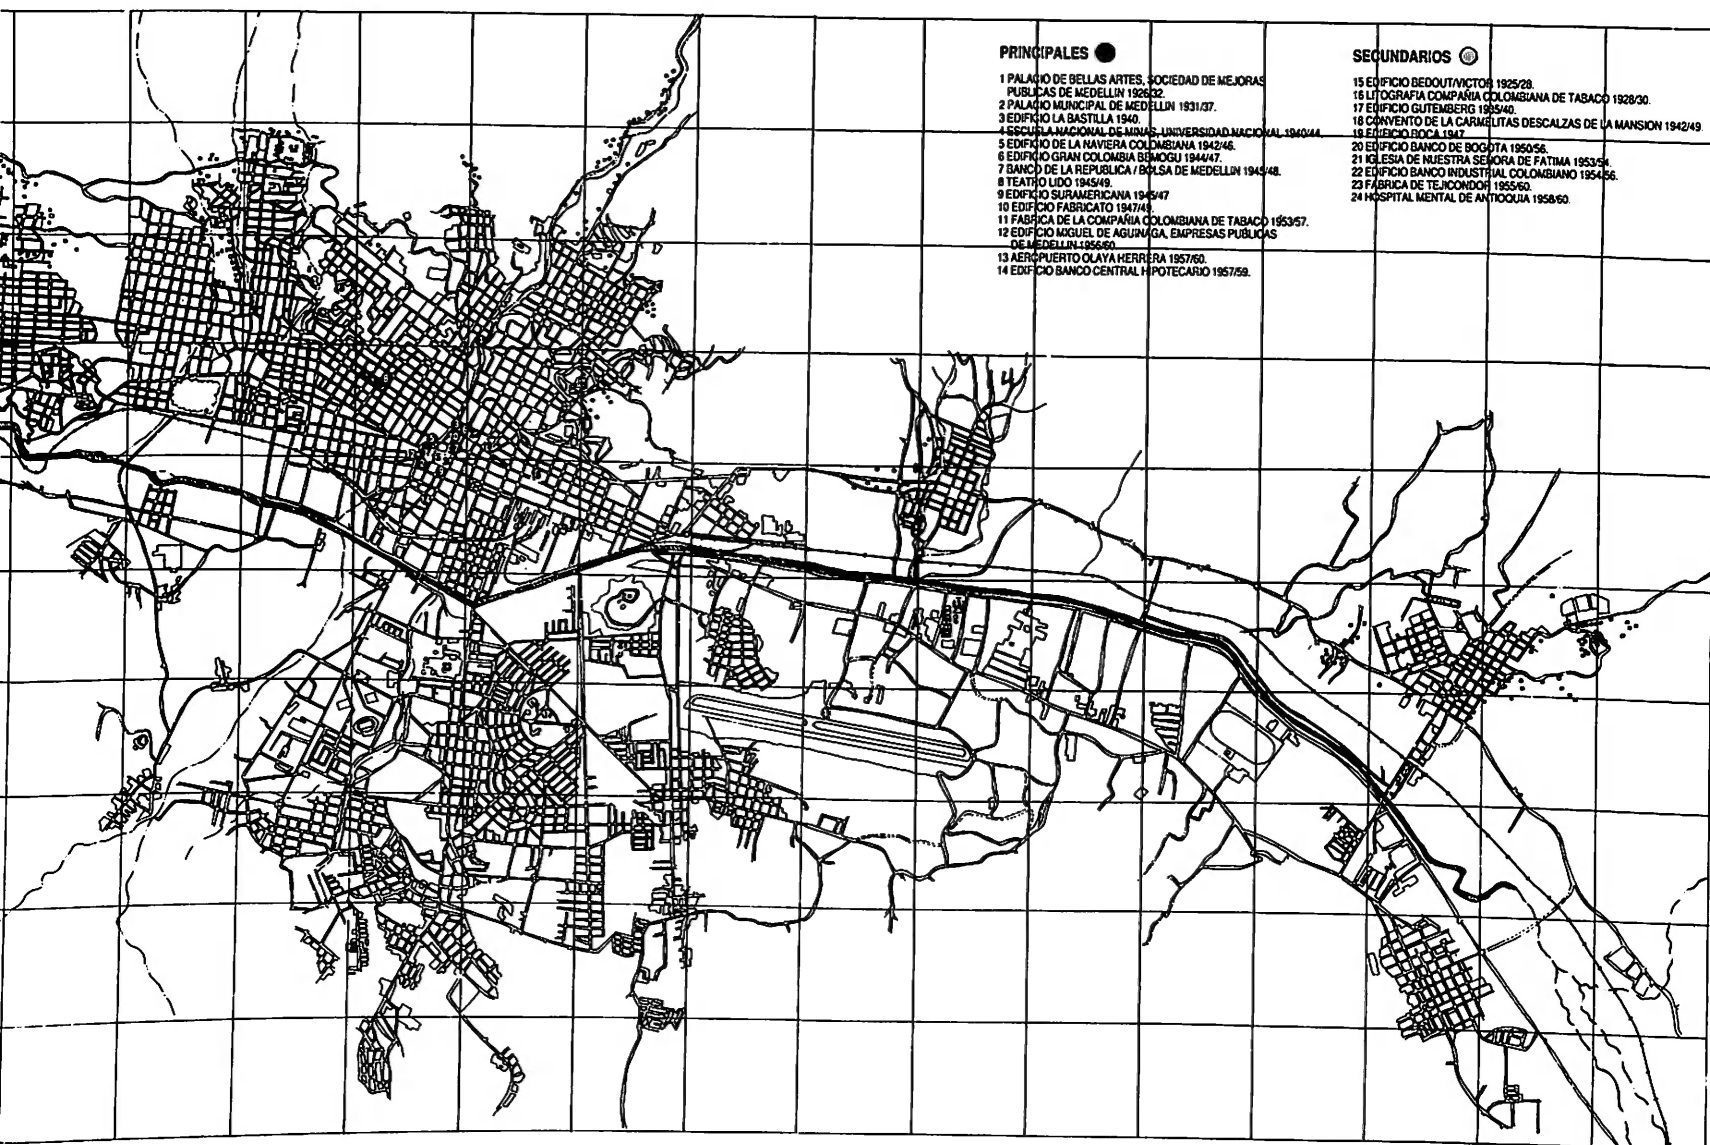 PRINCIPALES
1 PALACIO DE BELLAS ARTES, SOCIEDAD DE MEJORAS
PUBLICAS DE MEDELLIN 1926/32.
2 PALACIO MUNICIPAL DE MEDELLIN 1931/37.
3 EDIFICIO LA BASTILLA 1940.
4 ESCUELA NACIONAL DE MINAS, UNIVERSIDAD NACIONAL 1940/44.
5 EDIFICIO DE LA NAVIERA COLOMBIANA 1942/46.
6 EDIFICIO GRAN COLOMBIA BEMOGU 1944/47.
7 BANCO DE LA REPUBLICA / BOLSA DE MEDELLIN 1945/48.
8 TEATRO LIDO 1945/49.
9 EDIFICIO SURAMERICANA 1945/47
10 EDIFICIO FABRICATO 1947/49.
11 FABRICA DE LA COMPAÑIA COLOMBIANA DE TABACO 1953/57.
12 EDIFICIO MIGUEL DE AGUINAGA, EMPRESAS PUBLICAS
DE MEDELLIN 1956/60.
13 AEROPUERTO OLAYA HERRERA 1957/60.
14 EDIFICIO BANCO CENTRAL HIPOTECARIO 1957/59.
SECUNDARIOS
15 EDIFICIO BEDOUT/VICTOR 1925/28.
16 LITOGRAFIA COMPAÑIA COLOMBIANA DE TABACO 1928/30.
17 EDIFICIO GUTEMBERG 1935/40.
18 CONVENTO DE LA CARMELITAS DESCALZAS DE LA MANSION 1942/49.
19 EDIFICIO ROCA 1947.
20 EDIFICIO BANCO DE BOGOTA 1950/56.
21 IGLESIA DE NUESTRA SEÑORA DE FATIMA 1953/54.
22 EDIFICIO BANCO INDUSTRIAL COLOMBIANO 1954/56.
23 FABRICA DE TEJICONDOR 1955/60.
24 HOSPITAL MENTAL DE ANTIOQUIA 1958/60.